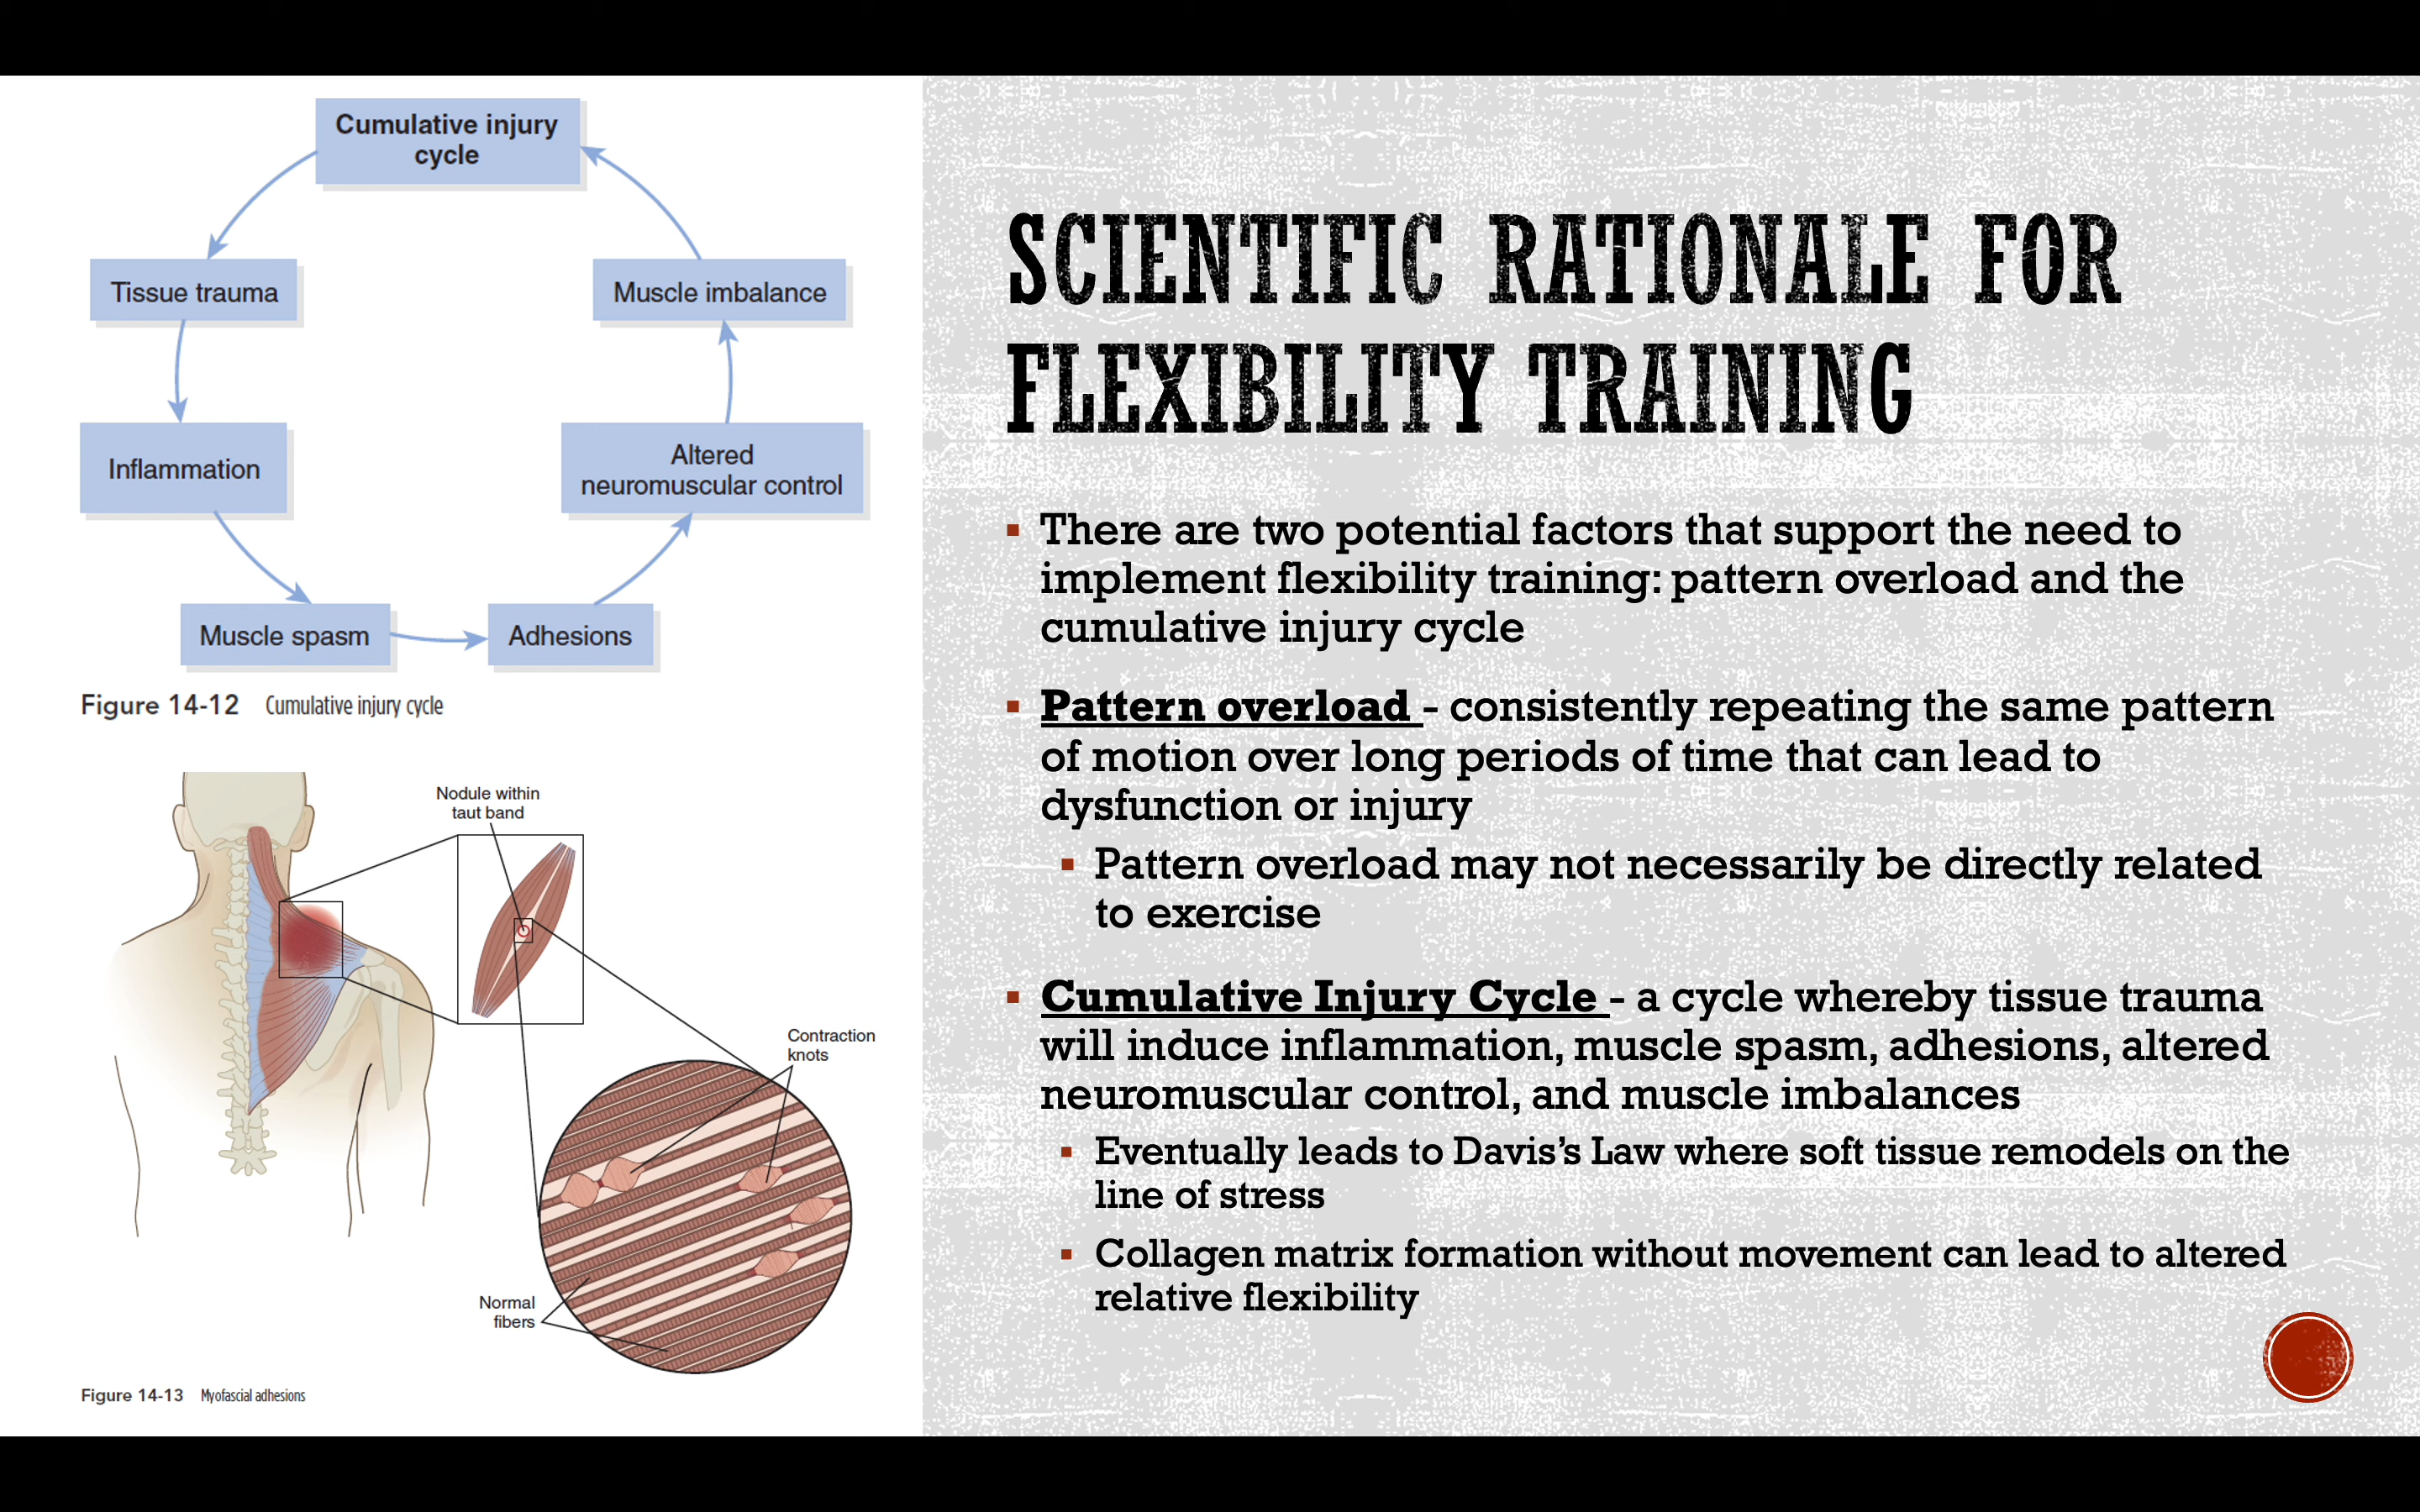 Cumulative injury
cycle
Tissue trauma
Muscle imbalance
Inflammation
Altered
neuromuscular control
Muscle spasm
Adhesions
Figure 14-12 Cumulative injury cycle
Nodule within
taut band
Contraction
knots
Normal
fibers
Figure 14-13 Myofascial adhesions
SCIENTIFIC RATIONALE FOR
FLEXIBILITY TRAINING
▪ There are two potential factors that support the need to
implement flexibility training: pattern overload and the
cumulative injury cycle
▪ Pattern overload - consistently repeating the same pattern
of motion over long periods of time that can lead to
dysfunction or injury
▪ Pattern overload may not necessarily be directly related
to exercise
▪ Cumulative Injury Cycle - a cycle whereby tissue trauma
will induce inflammation, muscle spasm, adhesions, altered
neuromuscular control, and muscle imbalances
▪ Eventually leads to Davis’s Law where soft tissue remodels on the
line of stress
▪ Collagen matrix formation without movement can lead to altered
relative flexibility